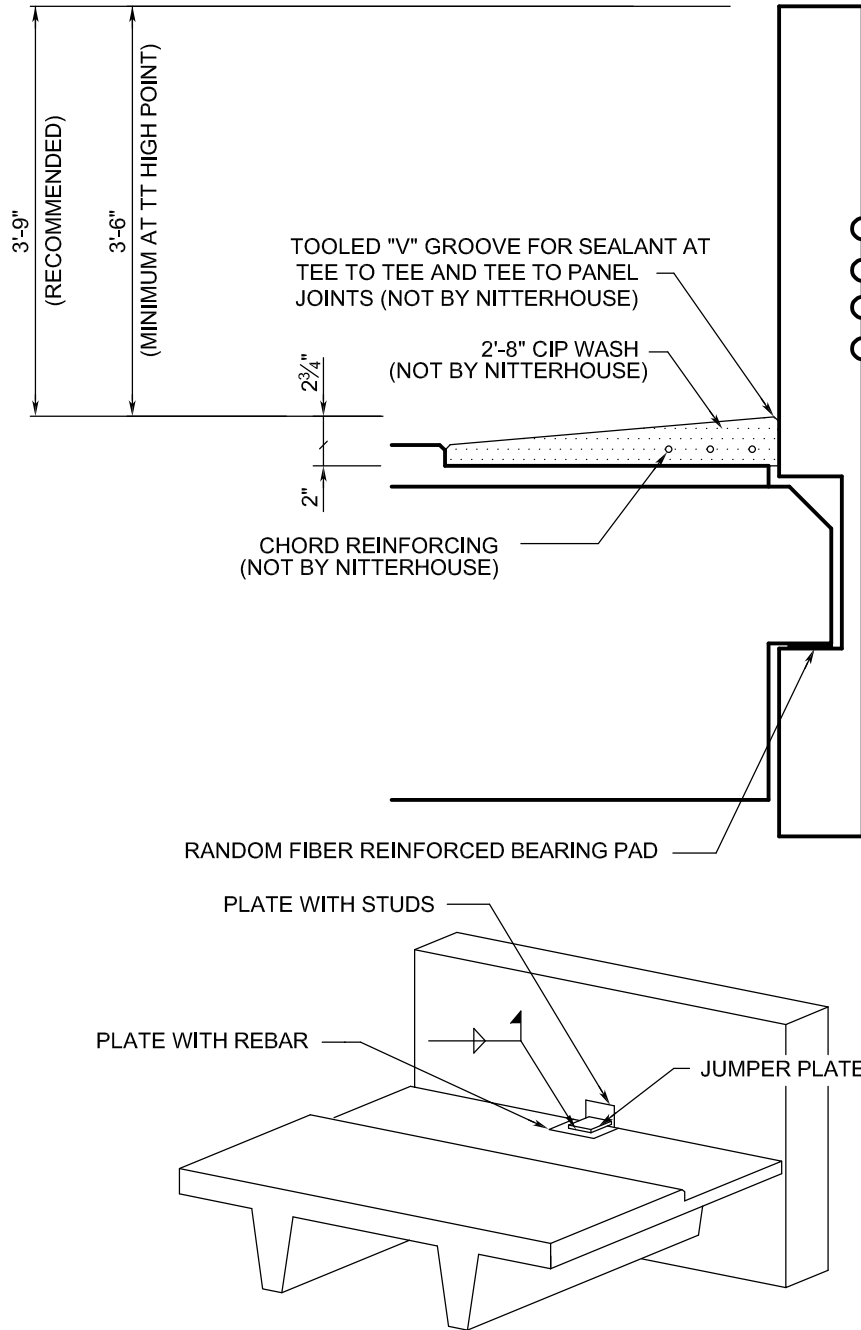 3'-9"
(RECOMMENDED)
3'-6"
(MINIMUM AT TT HIGH POINT)
TOOLED "V" GROOVE FOR SEALANT AT
TEE TO TEE AND TEE TO PANEL
JOINTS (NOT BY NITTERHOUSE)
2'-8" CIP WASH
(NOT BY NITTERHOUSE)
2¾"
2"
CHORD REINFORCING
(NOT BY NITTERHOUSE)
RANDOM FIBER REINFORCED BEARING PAD
PLATE WITH STUDS
PLATE WITH REBAR
JUMPER PLATE